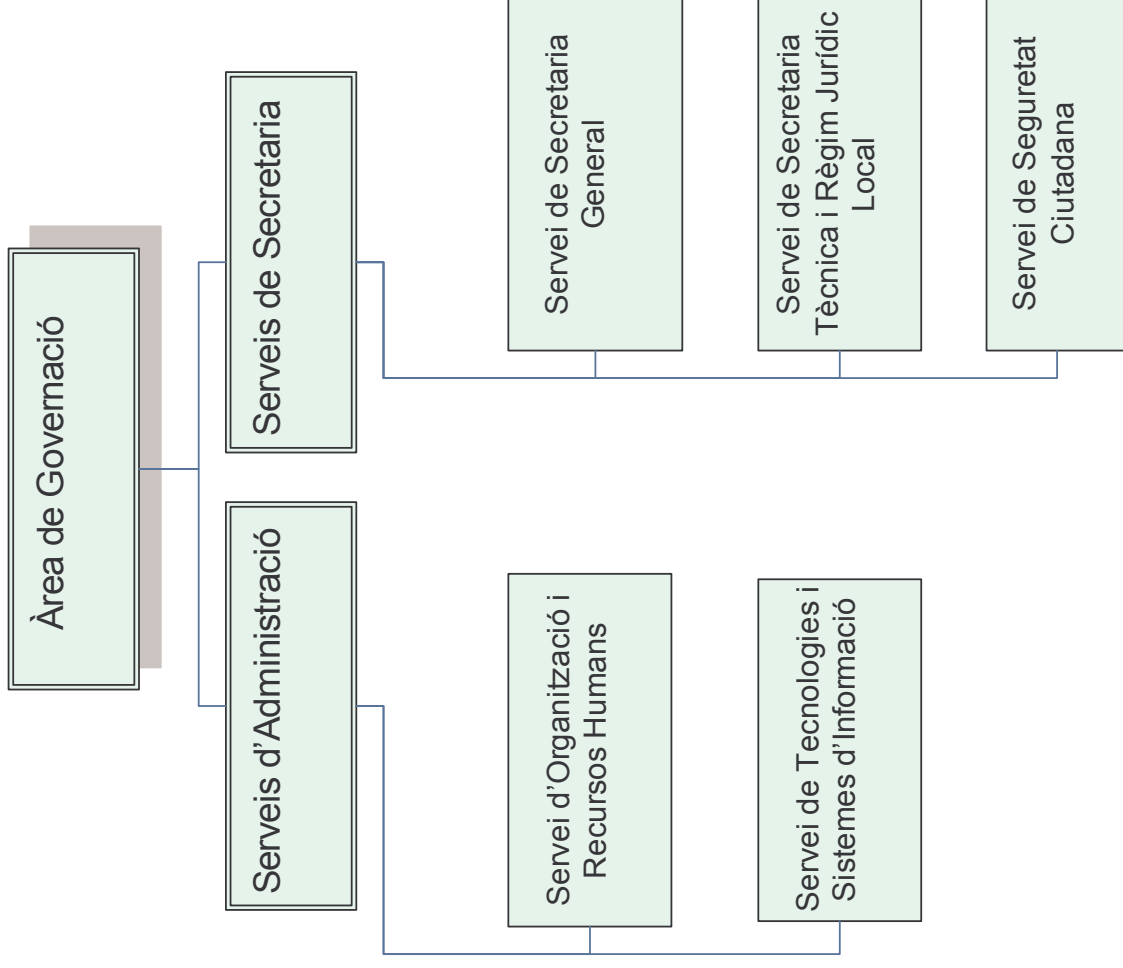 Àrea de Governació
Serveis d'Administració
Serveis de Secretaria
Servei d'Organització i
Recursos Humans
Servei de Tecnologies i
Sistemes d'Informació
Servei de Secretaria
General
Servei de Secretaria
Tècnica i Règim Jurídic
Local
Servei de Seguretat
Ciutadana